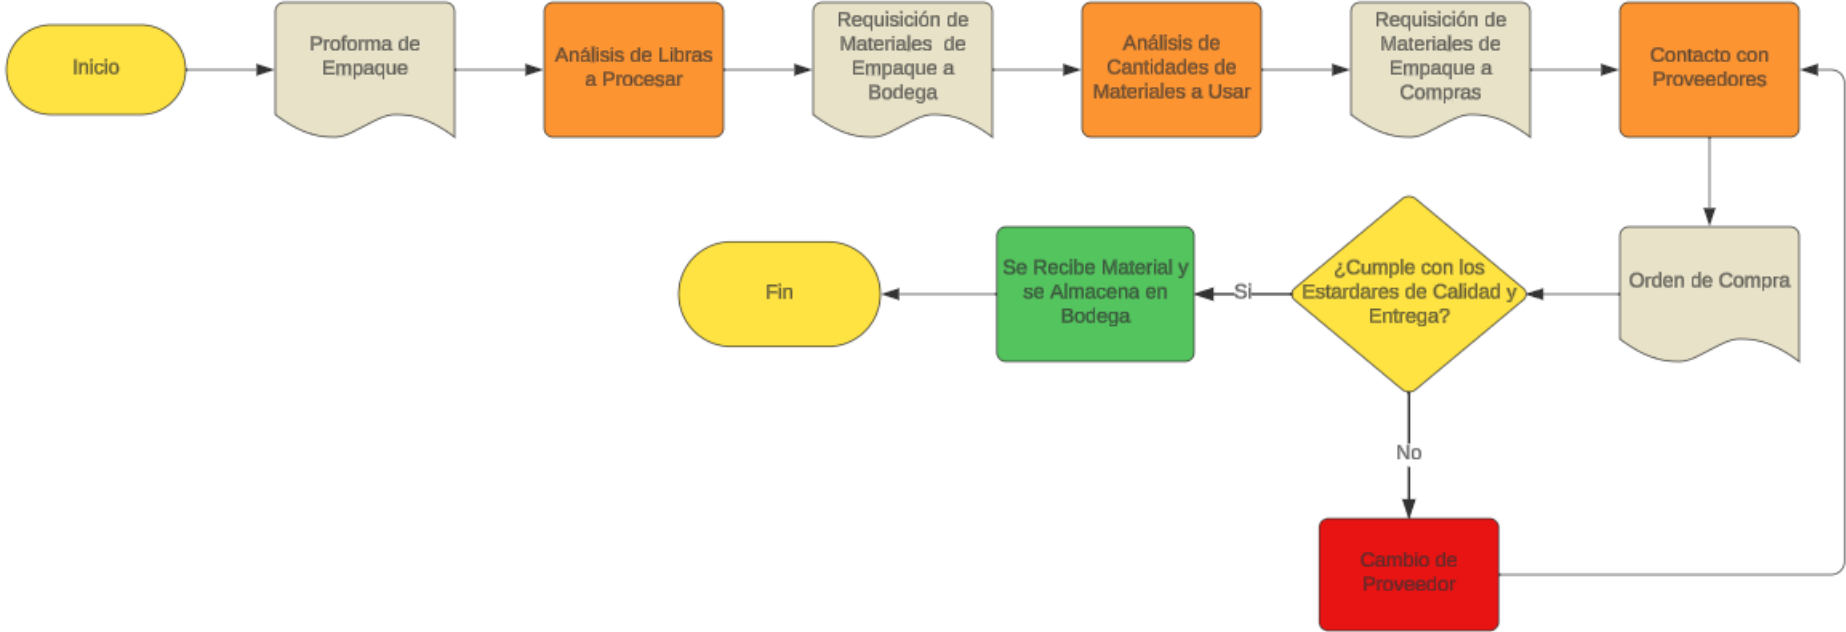 Inicio
Proforma de
Empaque
Análisis de Libras
a Procesar
Requisición de
Materiales de
Empaque a
Bodega
Análisis de
Cantidades de
Materiales a Usar
Requisición de
Materiales de
Empaque a
Compras
Contacto con
Proveedores
Orden de Compra
¿Cumple con los
Estardares de Calidad y
Entrega?
Si
Se Recibe Material y
se Almacena en
Bodega
Fin
No
Cambio de
Proveedor